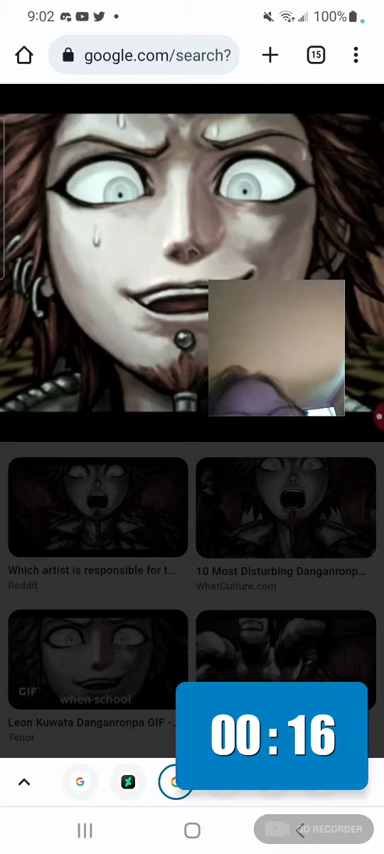 9:02
100%
google.com/search?
15
Which artist is responsible for t...
Reddit
10 Most Disturbing Danganronp...
WhatCulture.com
GIF
when school
Leon Kuwata Danganronpa GIF -...
Tenor
00:16
GO RECORDER